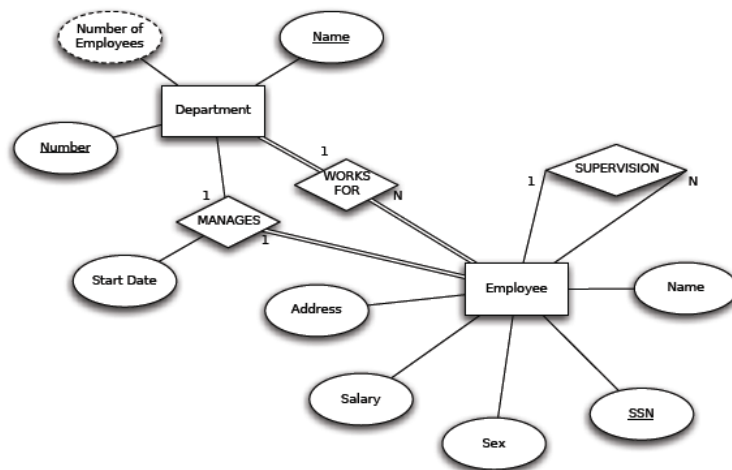 Number of
Employees
Name
Department
Number
1
WORKS
FOR
N
1
SUPERVISION
N
1
MANAGES
1
Start Date
Employee
Name
Address
Salary
SSN
Sex